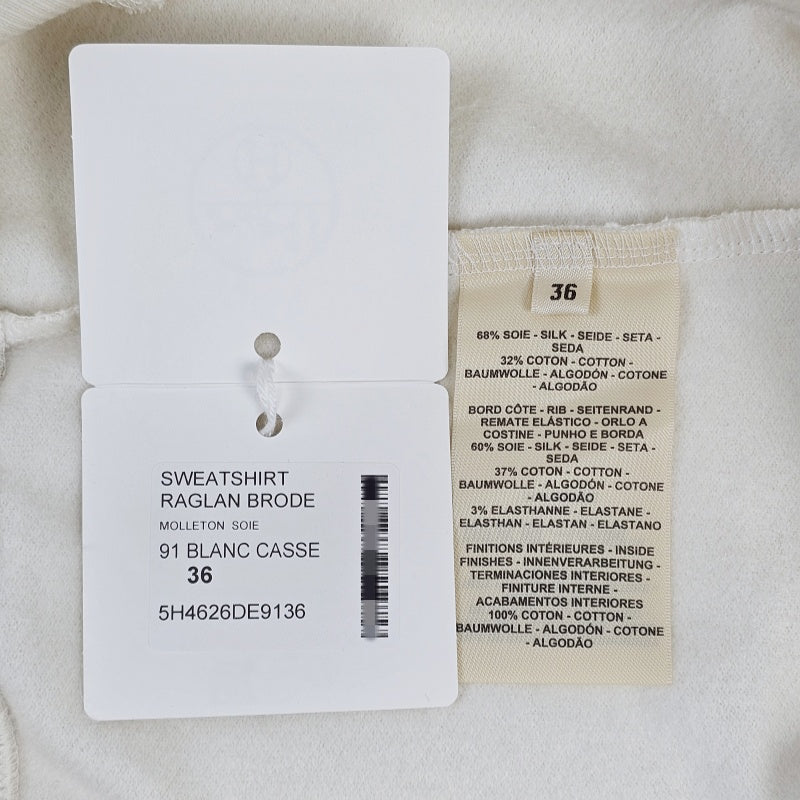 SWEATSHIRT
RAGLAN BRODE
MOLLETON SOIE
91 BLANC CASSE
36
5H4626DE9136
36
68% SOIE - SILK - SEIDE - SETA -
SEDA
32% COTON - COTTON -
BAUMWOLLE - ALGODÓN - COTONE
- ALGODÃO
BORD CÔTE - RIB - SEITENRAND -
REMATE ELÁSTICO - ORLO A
COSTINE - PUNHO E BORDA
60% SOIE - SILK - SEIDE - SETA -
SEDA
37% COTON - COTTON -
BAUMWOLLE - ALGODÓN - COTONE
- ALGODÃO
3% ELASTHANNE - ELASTANE -
ELASTHAN - ELASTAN - ELASTANO
FINITIONS INTÉRIEURES - INSIDE
FINISHES - INNENVERARBEITUNG -
TERMINACIONES INTERIORES -
FINITURE INTERNE -
ACABAMENTOS INTERIORES
100% COTON - COTTON -
BAUMWOLLE - ALGODÓN - COTONE
- ALGODÃO